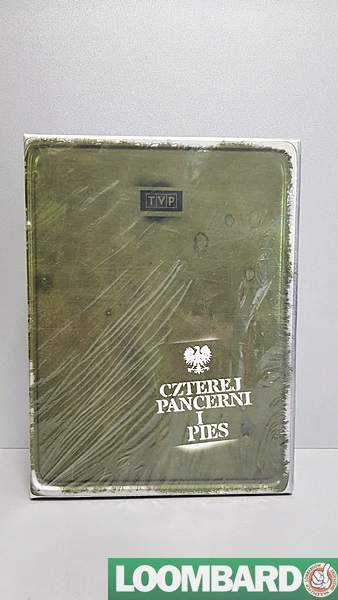 TVP
CZTEREJ
PANCERNI
I
PIES
LOOMBARD